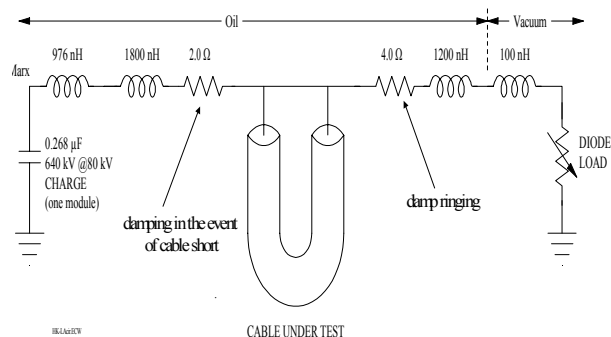 Oil
Vacuum
976 nH
1800 nH
2.0 Ω
4.0 Ω
1200 nH
100 nH
Marx
0.268 µF
640 kV @80 kV
CHARGE
(one module)
DIODE
LOAD
damping in the event
of cable short
damp ringing
CABLE UNDER TEST